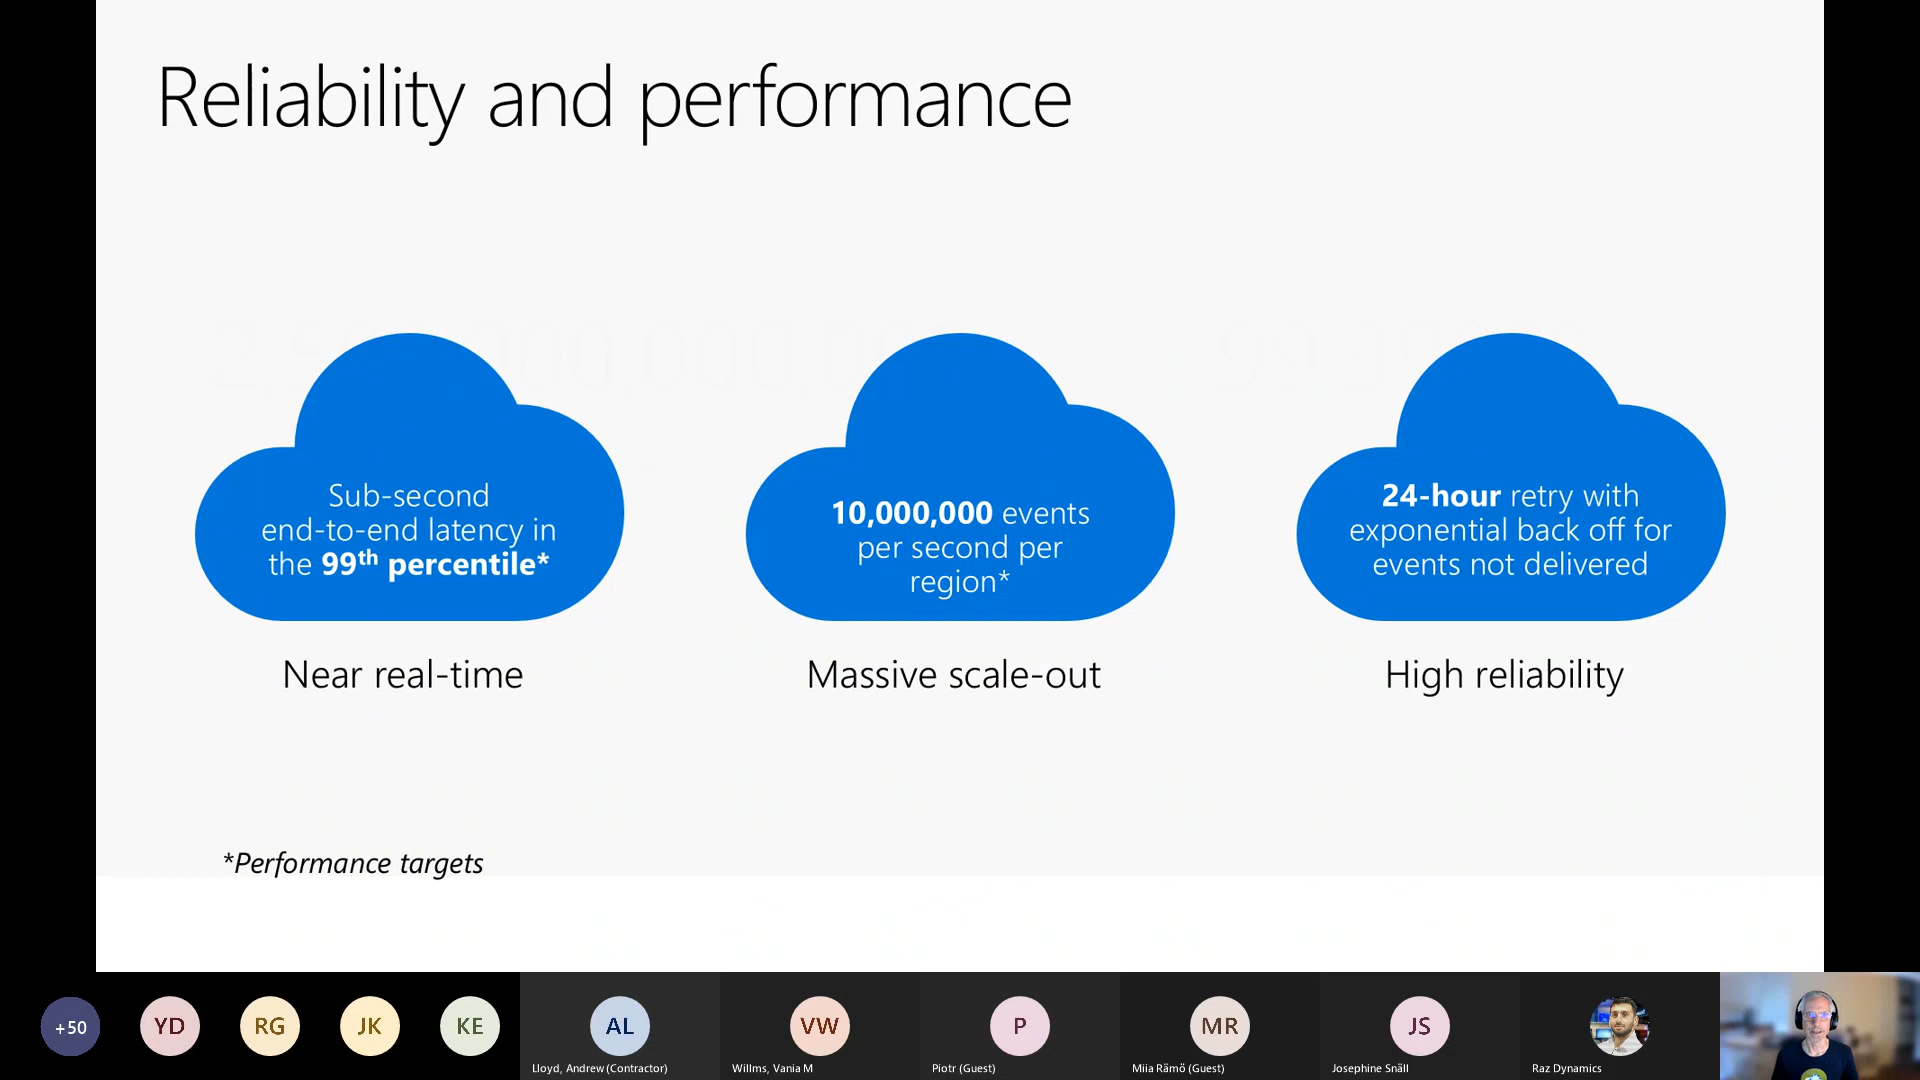 Reliability and performance
Sub-second
end-to-end latency in
the 99th percentile*
10,000,000 events
per second per
region*
24-hour retry with
exponential back off for
events not delivered
Near real-time
Massive scale-out
High reliability
*Performance targets
+50
YD
RG
JK
KE
AL
VW
P
MR
JS
Lloyd, Andrew (Contractor)
Willms, Vania M
Piotr (Guest)
Miia Rämö (Guest)
Josephine Snäll
Raz Dynamics